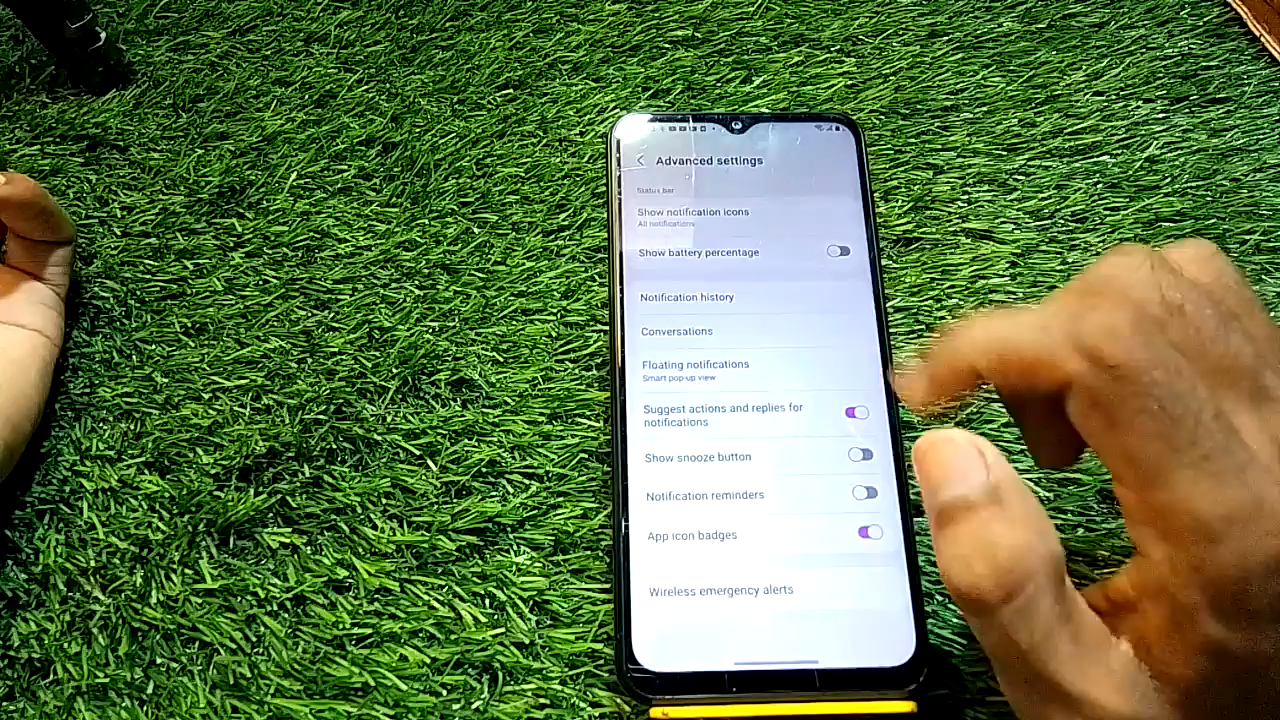 Advanced settings
Status bar
Show notification icons
All notifications
Show battery percentage
Notification history
Conversations
Floating notifications
Smart pop-up view
Suggest actions and replies for
notifications
Show snooze button
Notification reminders
App icon badges
Wireless emergency alerts